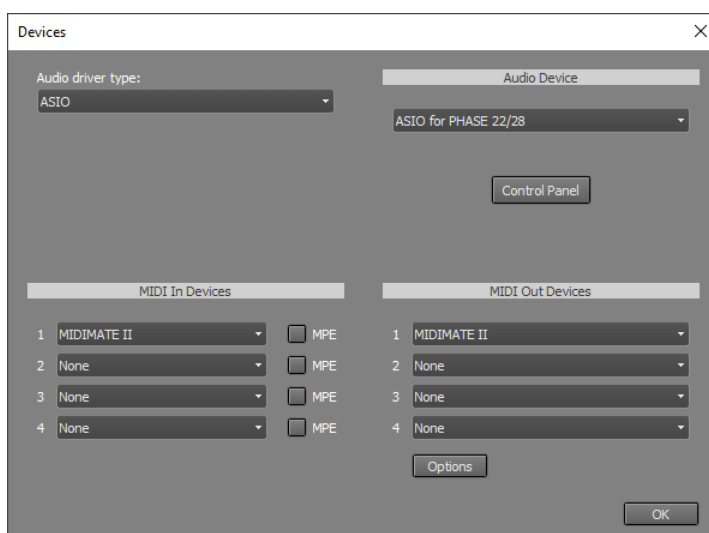 Devices
Audio driver type:
ASIO
Audio Device
ASIO for PHASE 22/28
Control Panel
MIDI In Devices
1 MIDIMATE II MPE
2 None MPE
3 None MPE
4 None MPE
MIDI Out Devices
1 MIDIMATE II
2 None
3 None
4 None
Options
OK